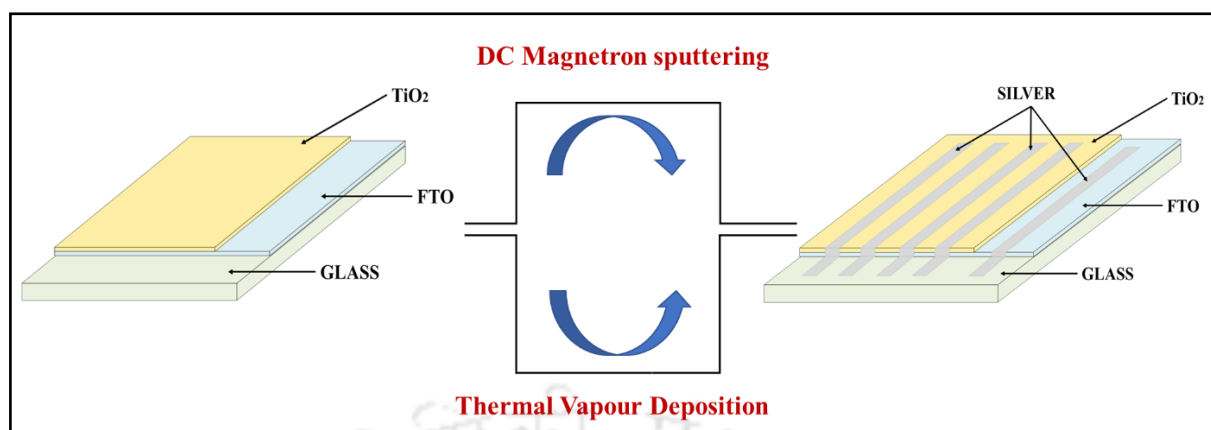 DC Magnetron sputtering
TiO₂
FTO
GLASS
SILVER
TiO₂
FTO
GLASS
Thermal Vapour Deposition